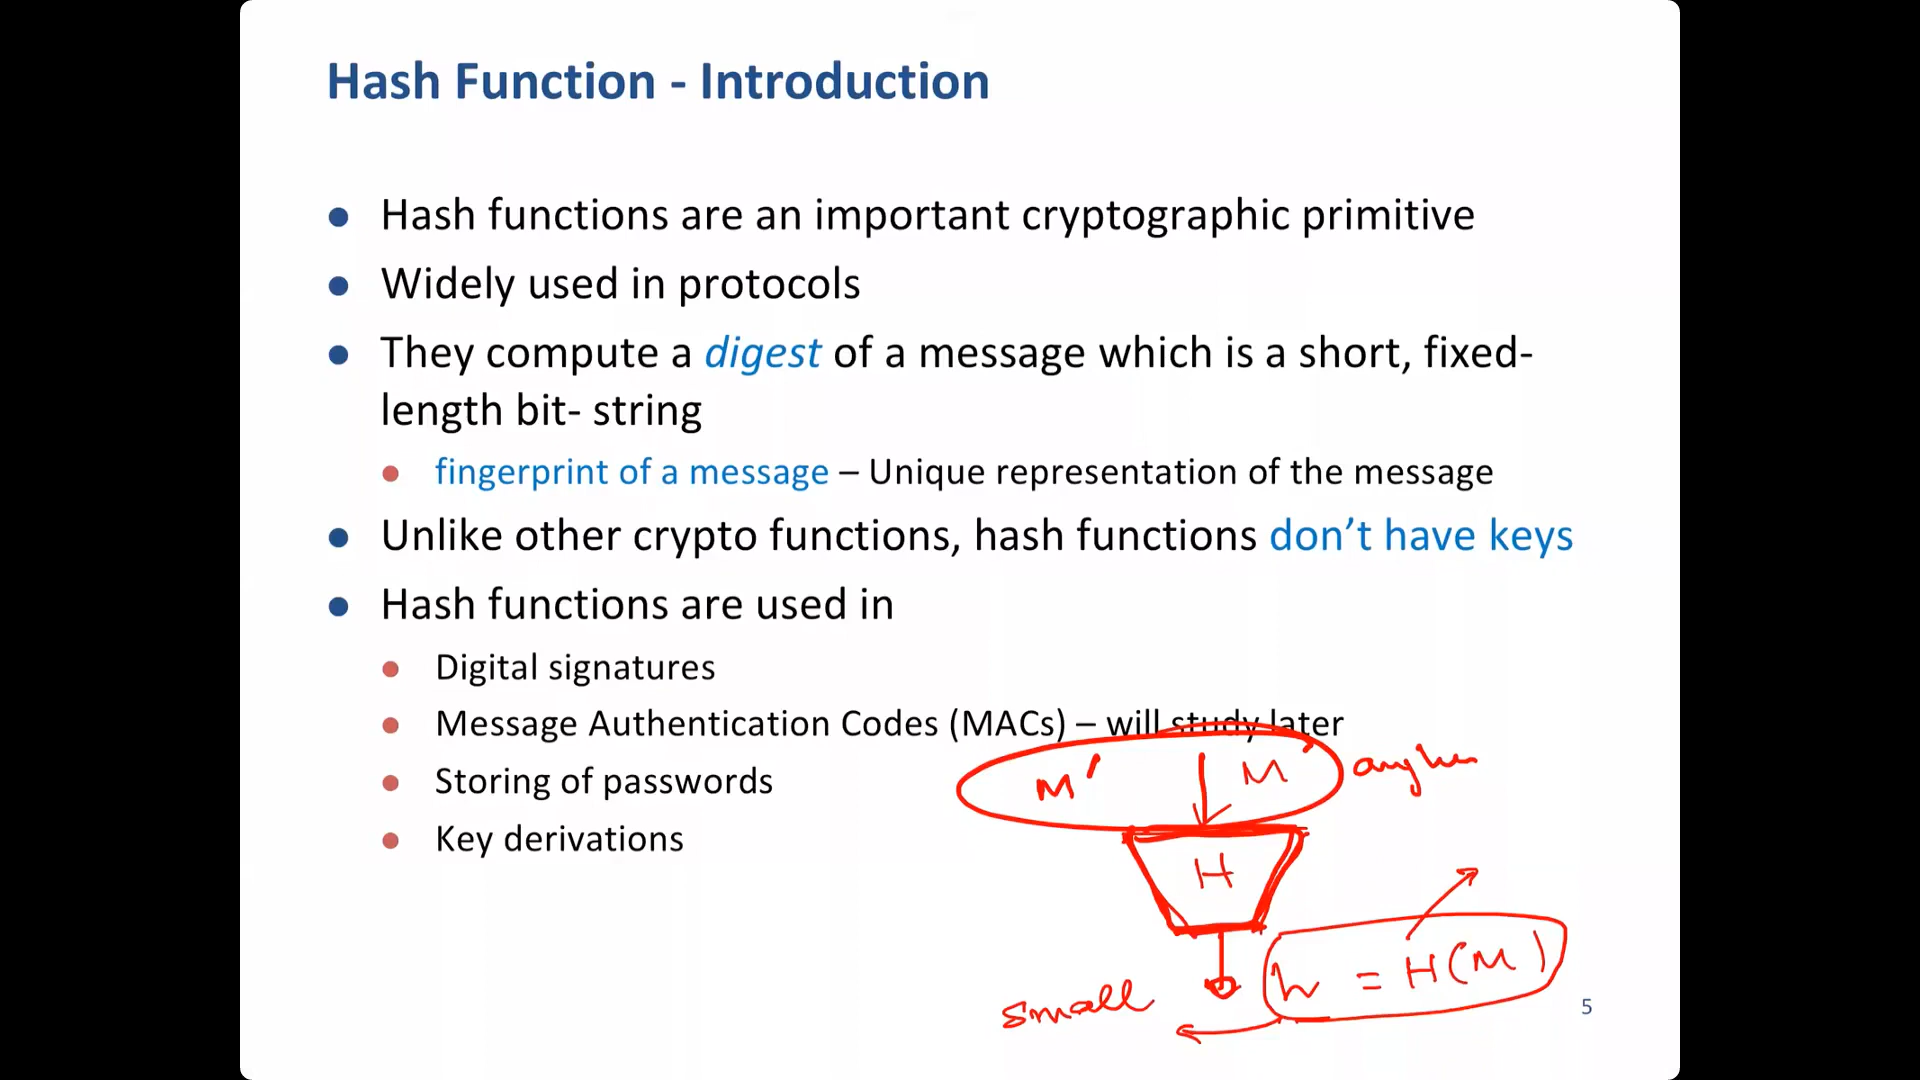 Hash Function - Introduction
Hash functions are an important cryptographic primitive
Widely used in protocols
They compute a digest of a message which is a short, fixed-
length bit- string
fingerprint of a message – Unique representation of the message
Unlike other crypto functions, hash functions don’t have keys
Hash functions are used in
Digital signatures
Message Authentication Codes (MACs) – will study later
Storing of passwords
Key derivations
M' M
H
h = H(M)
small
5